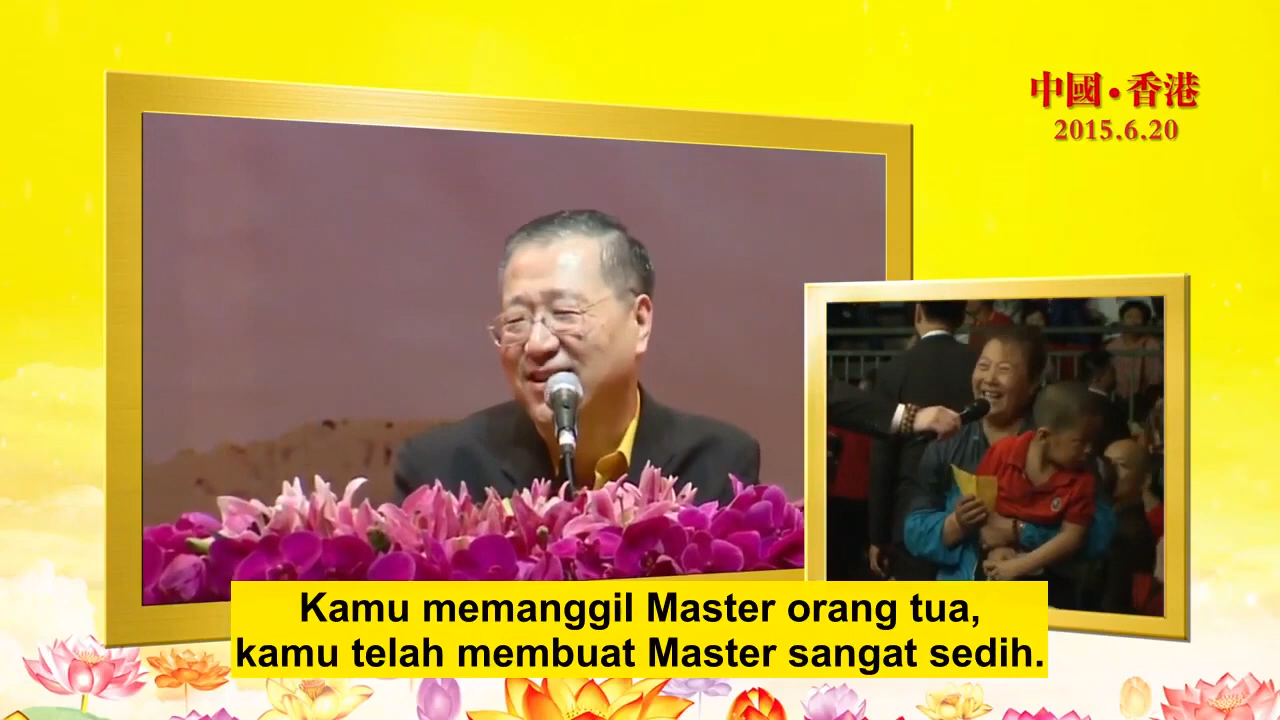 中國•香港
2015.6.20
Kamu memanggil Master orang tua,
kamu telah membuat Master sangat sedih.